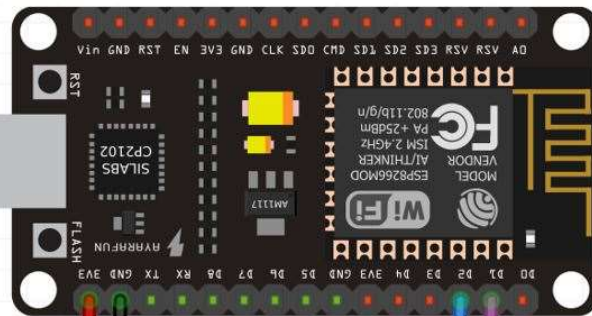 Vin GND RST EN 3V3 GND CLK SD0 CMD SD1 SD2 SD3 RSV RSV A0
RST
SILABS
CP2102
802.11b/g/n
PA +25dBm
ISM 2.4GHz
AI/THINKER
ESP8266MOD
FC
VENDOR
MODEL
Wi Fi
AM1117
FLASH
AYARAFUN
3V3 GND TX RX D8 D7 D6 D5 GND 3V3 D4 D3 D2 D1 D0